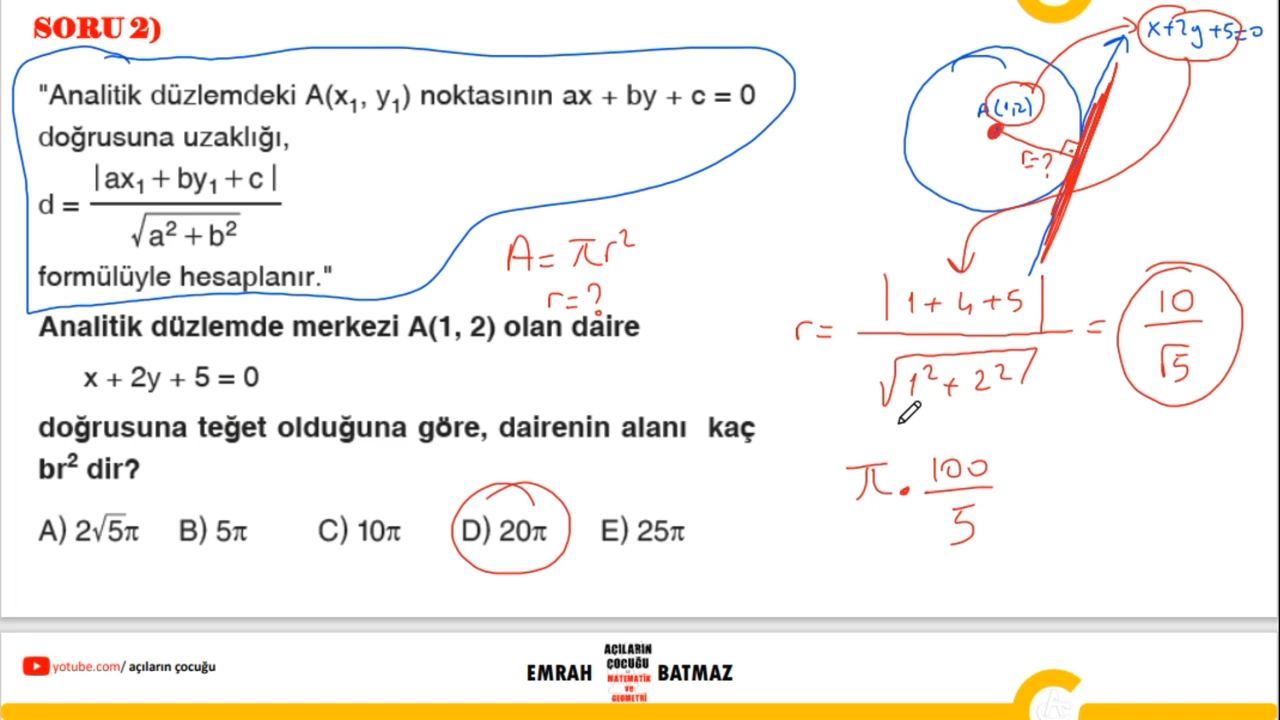 SORU 2)
"Analitik düzlemdeki A(x₁, y₁) noktasının ax + by + c = 0
doğrusuna uzaklığı,
d = |ax₁ + by₁ + c| / √(a² + b²)
formülüyle hesaplanır."
A = πr²
r = ?
Analitik düzlemde merkezi A(1, 2) olan daire
x + 2y + 5 = 0
doğrusuna teğet olduğuna göre, dairenin alanı kaç
br² dir?
A) 2√5π B) 5π C) 10π D) 20π E) 25π
x+2y+5=0
A(1,2)
r=?
r = |1+4+5| / √(1²+2²) = 10/√5
π . 100/5
yotube.com/ açıların çocuğu
EMRAH
AÇILARIN
ÇOCUĞU
MATEMATİK
ve
GEOMETRİ
BATMAZ